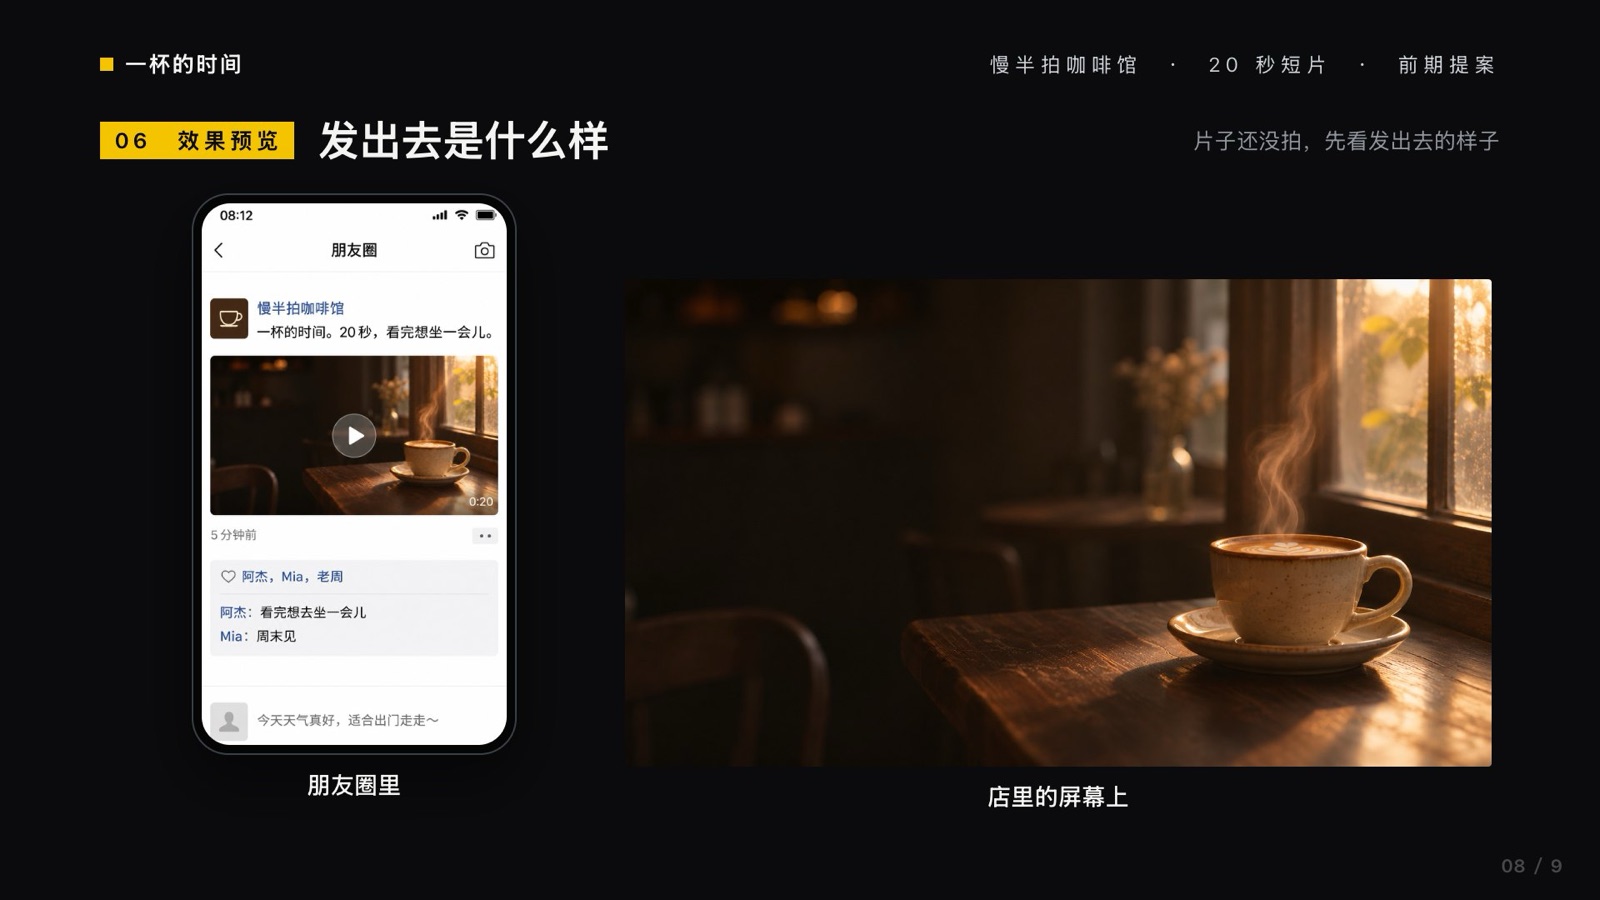 一杯的时间
慢半拍咖啡馆 · 20 秒短片 · 前期提案
06 效果预览 发出去是什么样
片子还没拍，先看发出去的样子
08:12
朋友圈
慢半拍咖啡馆
一杯的时间。20 秒，看完想坐一会儿。
0:20
5 分钟前
阿杰，Mia，老周
阿杰：看完想去坐一会儿
Mia：周末见
今天天气真好，适合出门走走～
朋友圈里
店里的屏幕上
08 / 9